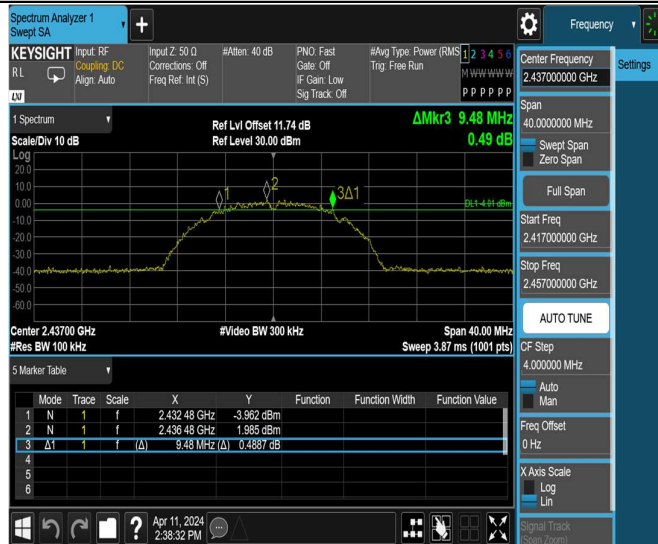 Spectrum Analyzer 1
Swept SA
+
Frequency
KEYSIGHT
R L
LXI
Input: RF
Coupling: DC
Align: Auto
Input Z: 50 Ω
Corrections: Off
Freq Ref: Int (S)
#Atten: 40 dB
PNO: Fast
Gate: Off
IF Gain: Low
Sig Track: Off
#Avg Type: Power (RMS
Trig: Free Run
1 2 3 4 5 6
M W W W W W
P P P P P P
1 Spectrum
Scale/Div 10 dB
Ref Lvl Offset 11.74 dB
Ref Level 30.00 dBm
ΔMkr3 9.48 MHz
0.49 dB
Log
20.0
10.0
0.00
-10.0
-20.0
-30.0
-40.0
-50.0
-60.0
1
2
3Δ1
DL1 -4.01 dBm
Center 2.43700 GHz
#Res BW 100 kHz
#Video BW 300 kHz
Span 40.00 MHz
Sweep 3.87 ms (1001 pts)
5 Marker Table
Mode Trace Scale X Y Function Function Width Function Value
1 N 1 f 2.432 48 GHz -3.962 dBm
2 N 1 f 2.436 48 GHz 1.985 dBm
3 Δ1 1 f (Δ) 9.48 MHz (Δ) 0.4887 dB
4
5
6
?
Apr 11, 2024
2:38:32 PM
Center Frequency
2.437000000 GHz
Settings
Span
40.0000000 MHz
Swept Span
Zero Span
Full Span
Start Freq
2.417000000 GHz
Stop Freq
2.457000000 GHz
AUTO TUNE
CF Step
4.000000 MHz
Auto
Man
Freq Offset
0 Hz
X Axis Scale
Log
Lin
Signal Track
(Span Zoom)